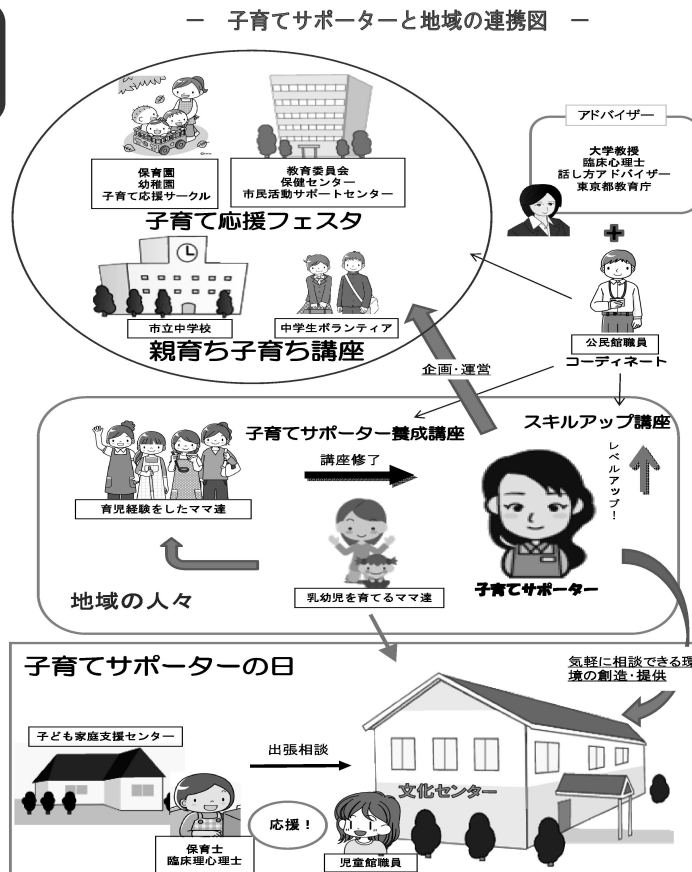 －　子育てサポーターと地域の連携図　－
アドバイザー
大学教授
臨床心理士
話し方アドバイザー
東京都教育庁
保育園
幼稚園
子育て応援サークル
教育委員会
保健センター
市民活動サポートセンター
子育て応援フェスタ
市立中学校
中学生ボランティア
親育ち子育ち講座
公民館職員
コーディネート
企画・運営
子育てサポーター養成講座
スキルアップ講座
講座修了
レベルアップ！
育児経験をしたママ達
乳幼児を育てるママ達
子育てサポーター
地域の人々
子育てサポーターの日
気軽に相談できる環
境の創造・提供
子ども家庭支援センター
出張相談
文化センター
応援！
保育士
臨床理心理士
児童館職員